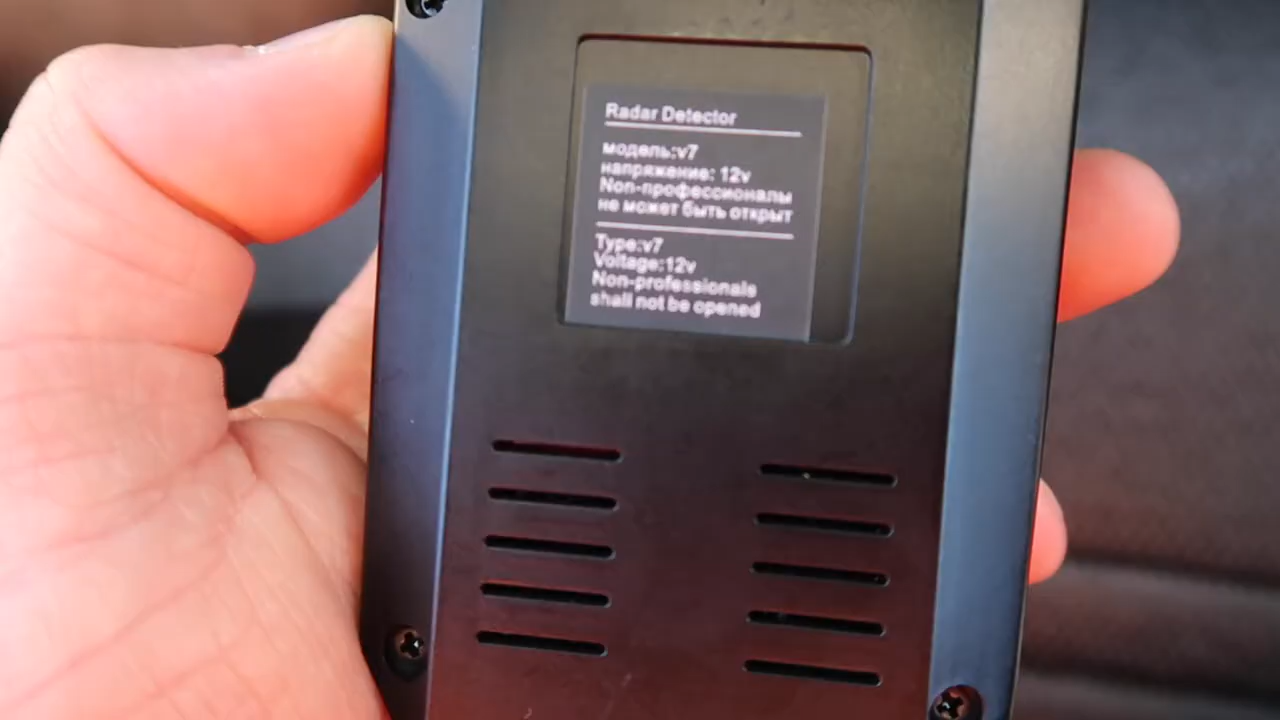 Radar Detector
модель:v7
напряжение: 12v
Non-профессионалы
не может быть открыт
Type:v7
Voltage:12v
Non-professionals
shall not be opened